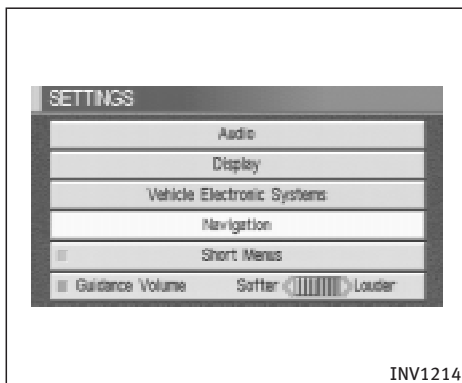 SETTINGS
Audio
Display
Vehicle Electronic Systems
Navigation
Short Menus
Guidance Volume Softer Louder
INV1214